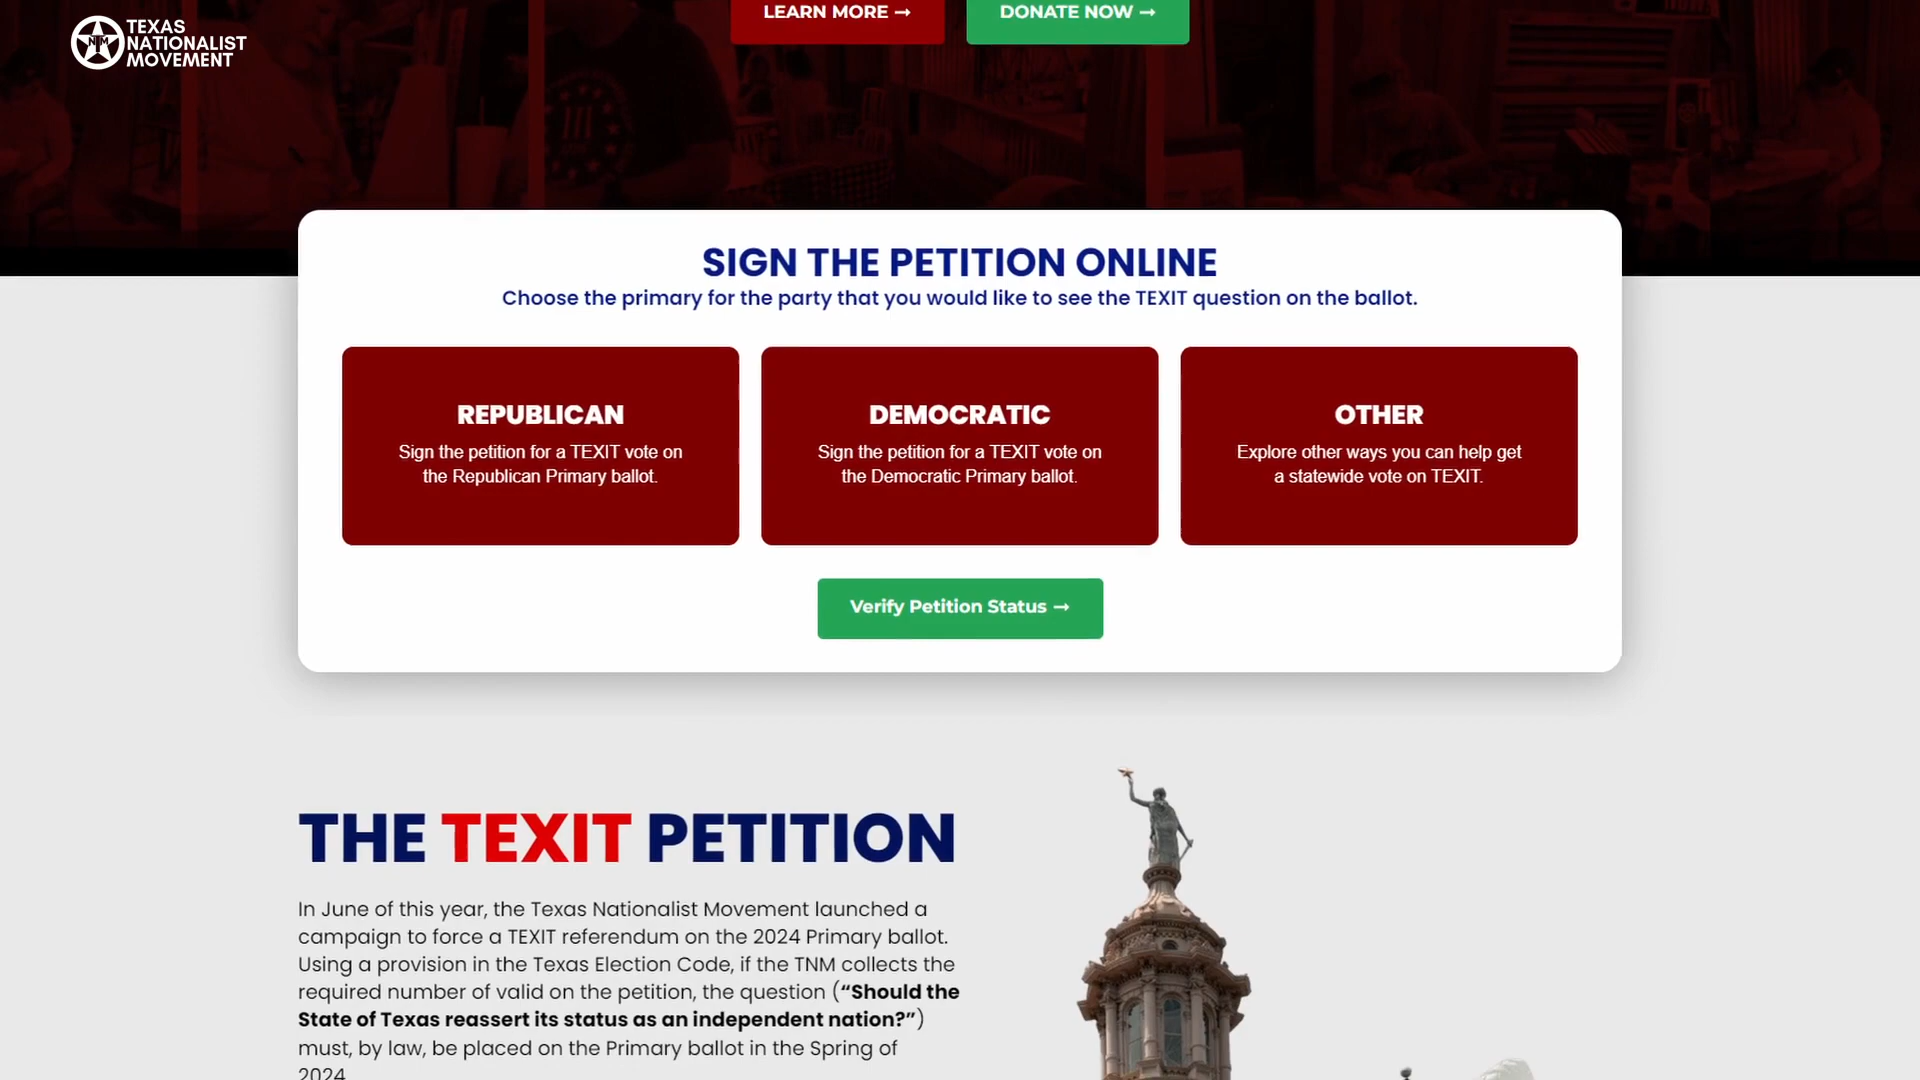 LEARN MORE →
DONATE NOW →
TEXAS
NATIONALIST
MOVEMENT
TNM
SIGN THE PETITION ONLINE
Choose the primary for the party that you would like to see the TEXIT question on the ballot.
REPUBLICAN
Sign the petition for a TEXIT vote on
the Republican Primary ballot.
DEMOCRATIC
Sign the petition for a TEXIT vote on
the Democratic Primary ballot.
OTHER
Explore other ways you can help get
a statewide vote on TEXIT.
Verify Petition Status →
THE TEXIT PETITION
In June of this year, the Texas Nationalist Movement launched a
campaign to force a TEXIT referendum on the 2024 Primary ballot.
Using a provision in the Texas Election Code, if the TNM collects the
required number of valid on the petition, the question (“Should the
State of Texas reassert its status as an independent nation?”)
must, by law, be placed on the Primary ballot in the Spring of
2024